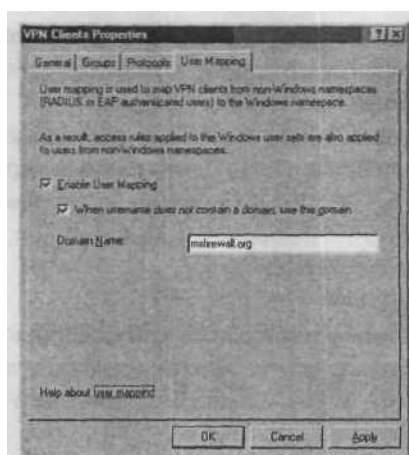 VPN Clients Properties
General Groups Protocols User Mapping
User mapping is used to map VPN clients from non-Windows namespaces
(RADIUS or EAP authenticated users) to the Windows namespace.
As a result, access rules applied to the Windows user sets are also applied
to users from non-Windows namespaces.
Enable User Mapping
When username does not contain a domain, use this domain
Domain Name:
msfirewall.org
Help about user mapping
OK Cancel Apply